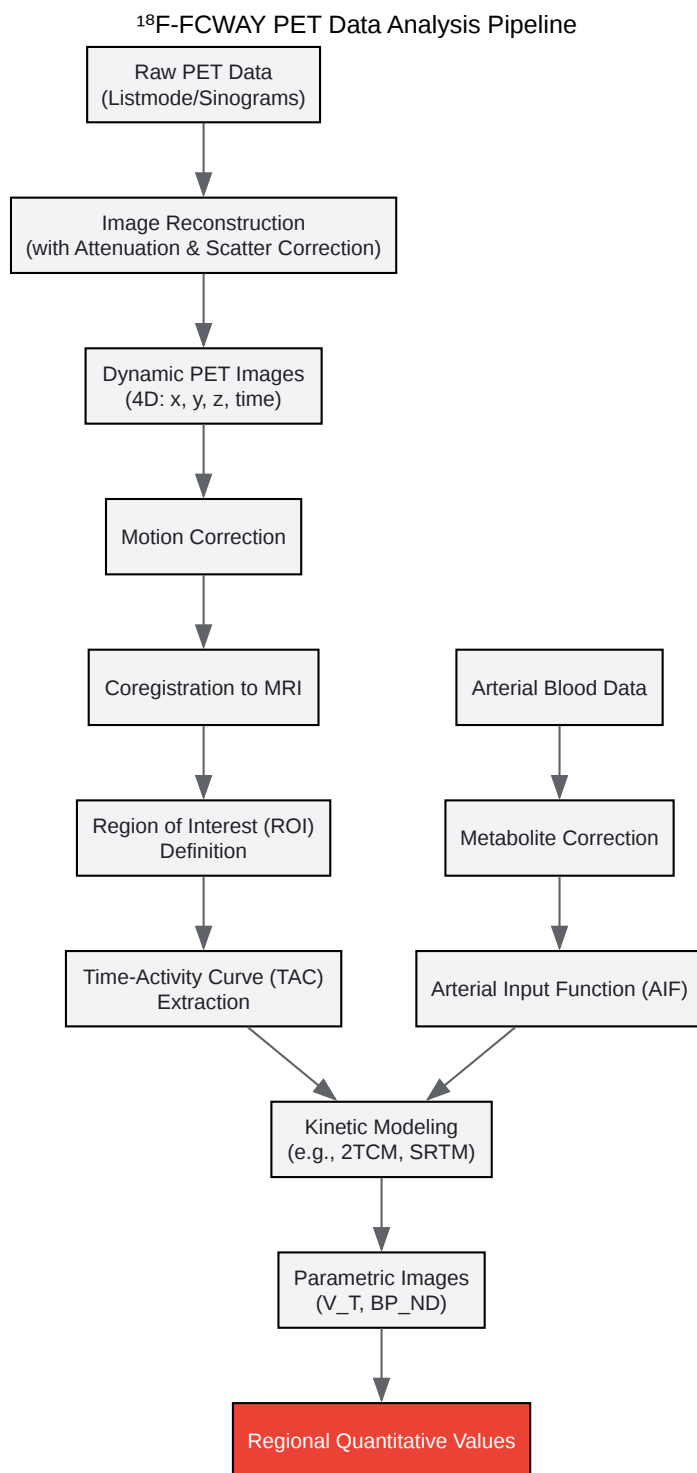 ¹⁸F-FCWAY PET Data Analysis Pipeline
Raw PET Data
(Listmode/Sinograms)
Image Reconstruction
(with Attenuation & Scatter Correction)
Dynamic PET Images
(4D: x, y, z, time)
Motion Correction
Coregistration to MRI
Arterial Blood Data
Region of Interest (ROI)
Definition
Metabolite Correction
Time-Activity Curve (TAC)
Extraction
Arterial Input Function (AIF)
Kinetic Modeling
(e.g., 2TCM, SRTM)
Parametric Images
(V_T, BP_ND)
Regional Quantitative Values